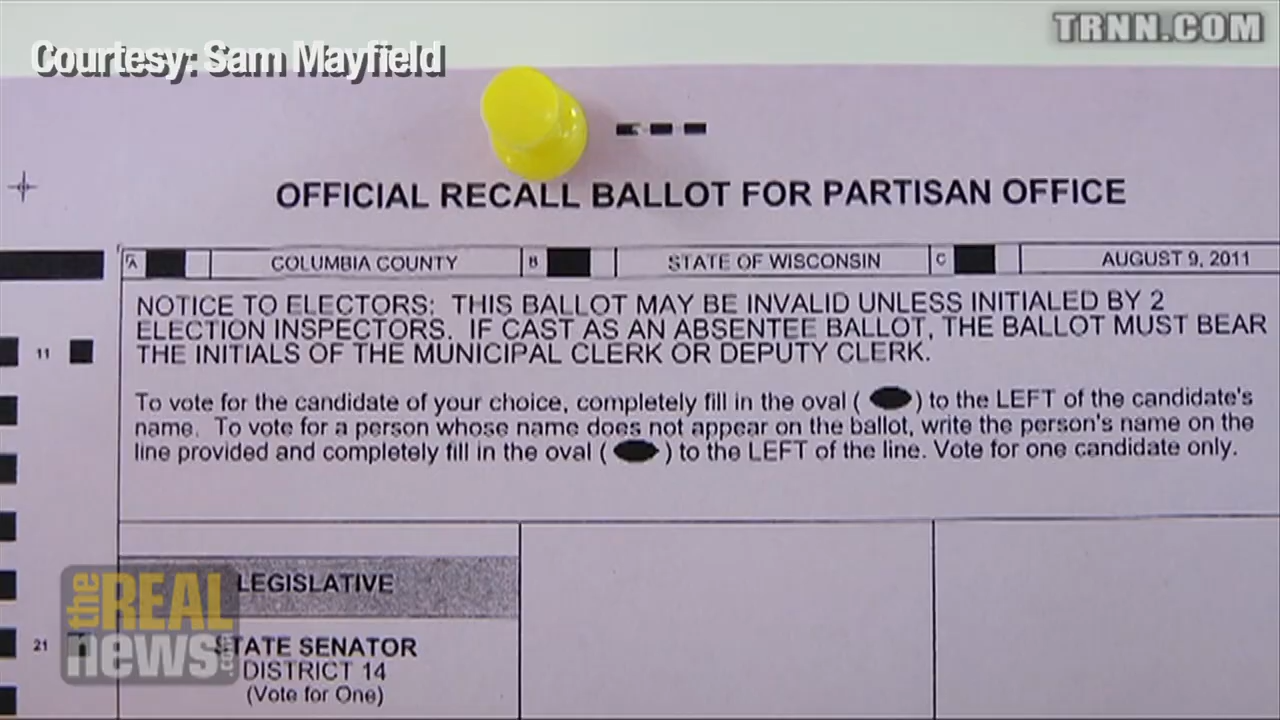 TRNN.COM
Courtesy: Sam Mayfield
OFFICIAL RECALL BALLOT FOR PARTISAN OFFICE
A COLUMBIA COUNTY B STATE OF WISCONSIN C AUGUST 9, 2011
NOTICE TO ELECTORS: THIS BALLOT MAY BE INVALID UNLESS INITIALED BY 2
ELECTION INSPECTORS. IF CAST AS AN ABSENTEE BALLOT, THE BALLOT MUST BEAR
THE INITIALS OF THE MUNICIPAL CLERK OR DEPUTY CLERK.
11
To vote for the candidate of your choice, completely fill in the oval ( ) to the LEFT of the candidate's
name. To vote for a person whose name does not appear on the ballot, write the person's name on the
line provided and completely fill in the oval ( ) to the LEFT of the line. Vote for one candidate only.
LEGISLATIVE
21
STATE SENATOR
DISTRICT 14
(Vote for One)
the REAL
news.com